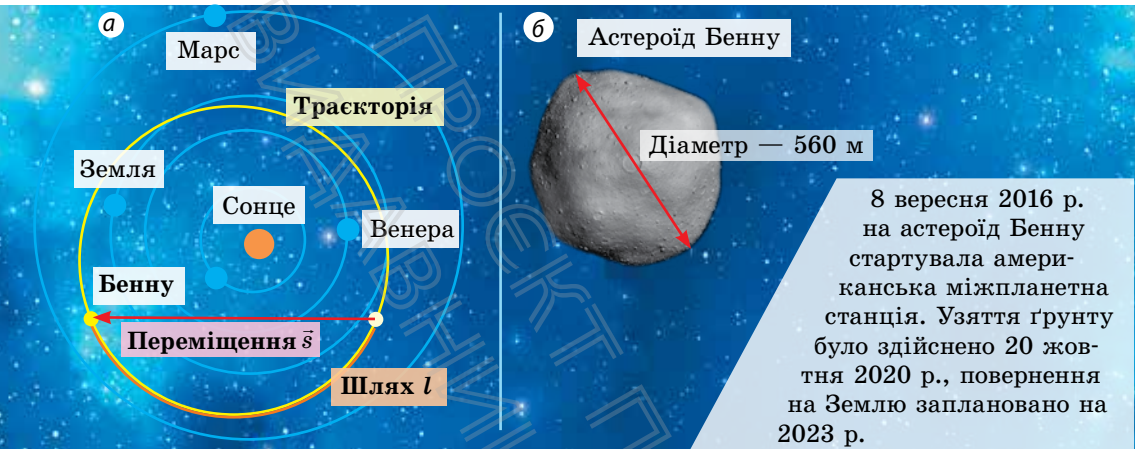 а
Марс
Траєкторія
Земля
Сонце
Венера
Бенну
Переміщення s⃗
Шлях l
б
Астероїд Бенну
Діаметр — 560 м
8 вересня 2016 р.
на астероїд Бенну
стартувала амери-
канська міжпланетна
станція. Узяття ґрунту
було здійснено 20 жов-
тня 2020 р., повернення
на Землю заплановано на
2023 р.